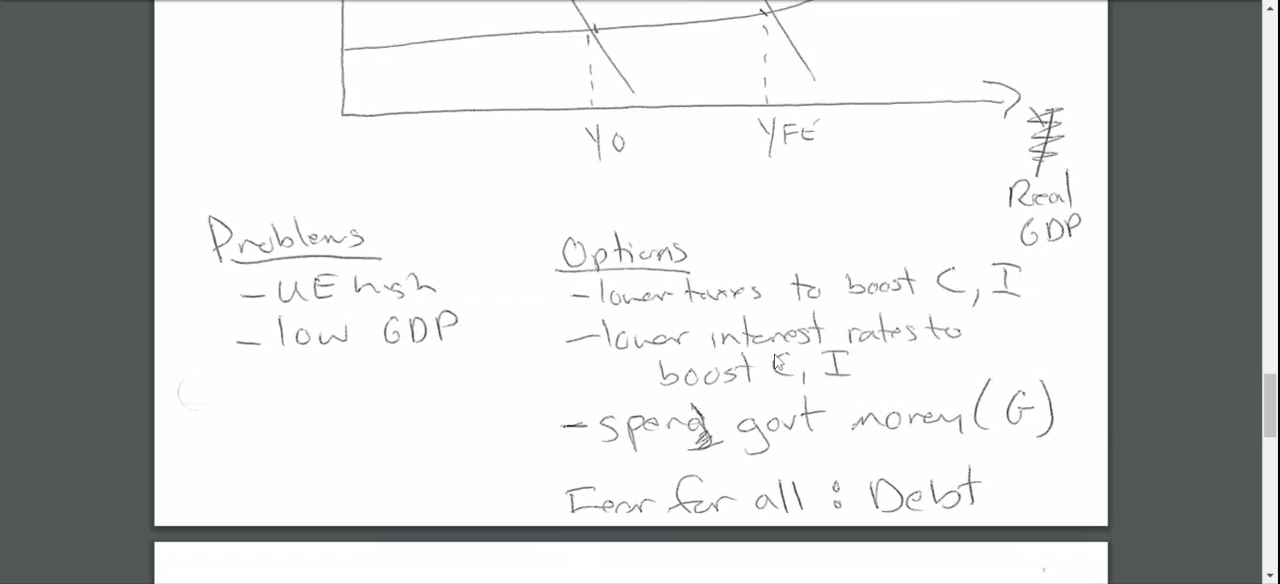 YO
YFE
Real
GDP
Problems
- UE high
- low GDP
Options
- lower taxes to boost C, I
- lower interest rates to
boost C, I
- spend govt money (G)
Fear for all : Debt